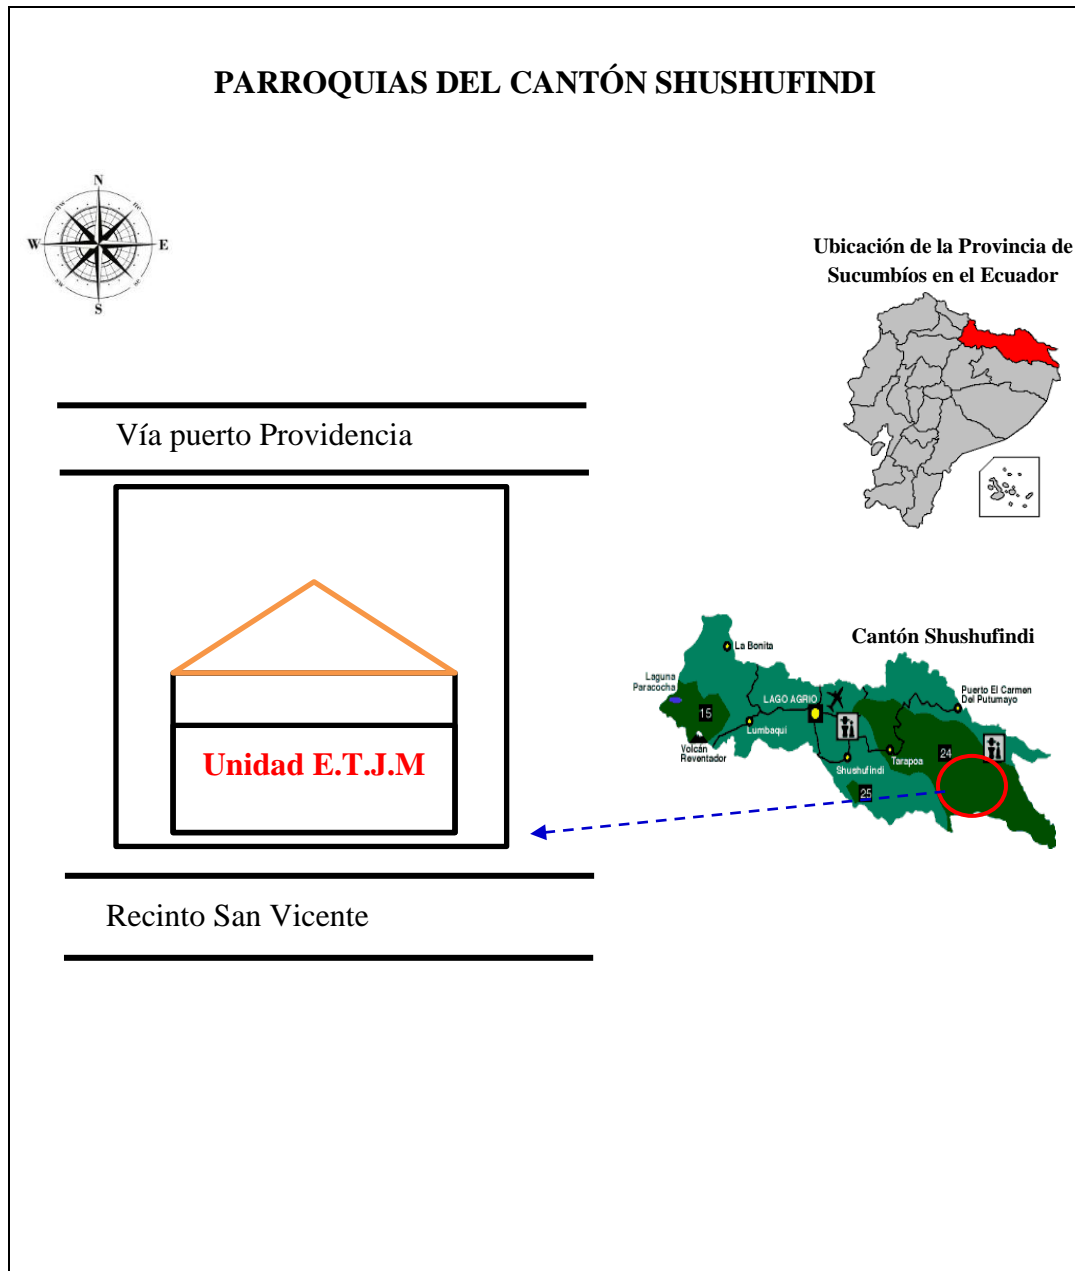 PARROQUIAS DEL CANTÓN SHUSHUFINDI
N
W
E
S
Ubicación de la Provincia de
Sucumbíos en el Ecuador
Vía puerto Providencia
Unidad E.T.J.M
Recinto San Vicente
Cantón Shushufindi
La Bonita
Laguna
Paracocha
LAGO AGRIO
Puerto El Carmen
Del Putumayo
15
Lumbaqui
Volcán
Reventador
Shushufindi
Tarapoa
24
25